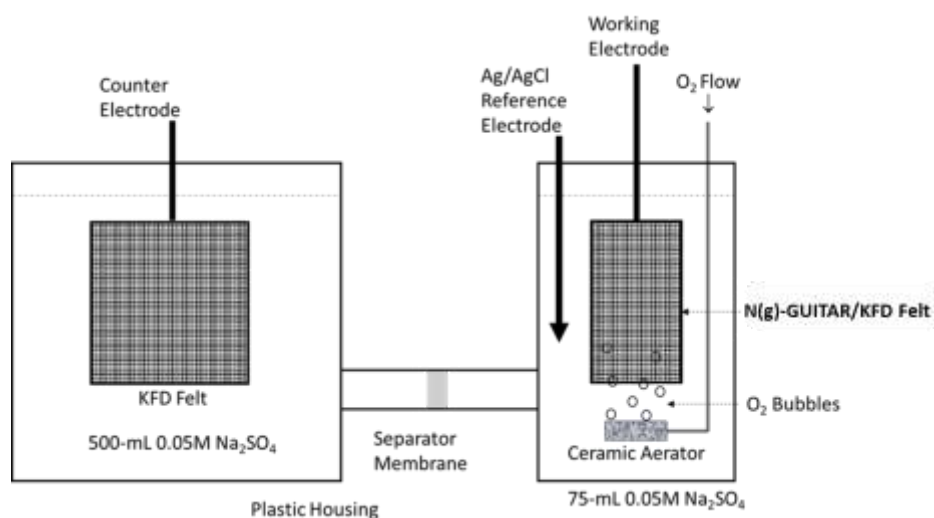 Working
Electrode
Counter
Electrode
Ag/AgCl
Reference
Electrode
O₂ Flow
N(g)-GUITAR/KFD Felt
KFD Felt
O₂ Bubbles
500-mL 0.05M Na₂SO₄
Separator
Membrane
Ceramic Aerator
Plastic Housing
75-mL 0.05M Na₂SO₄